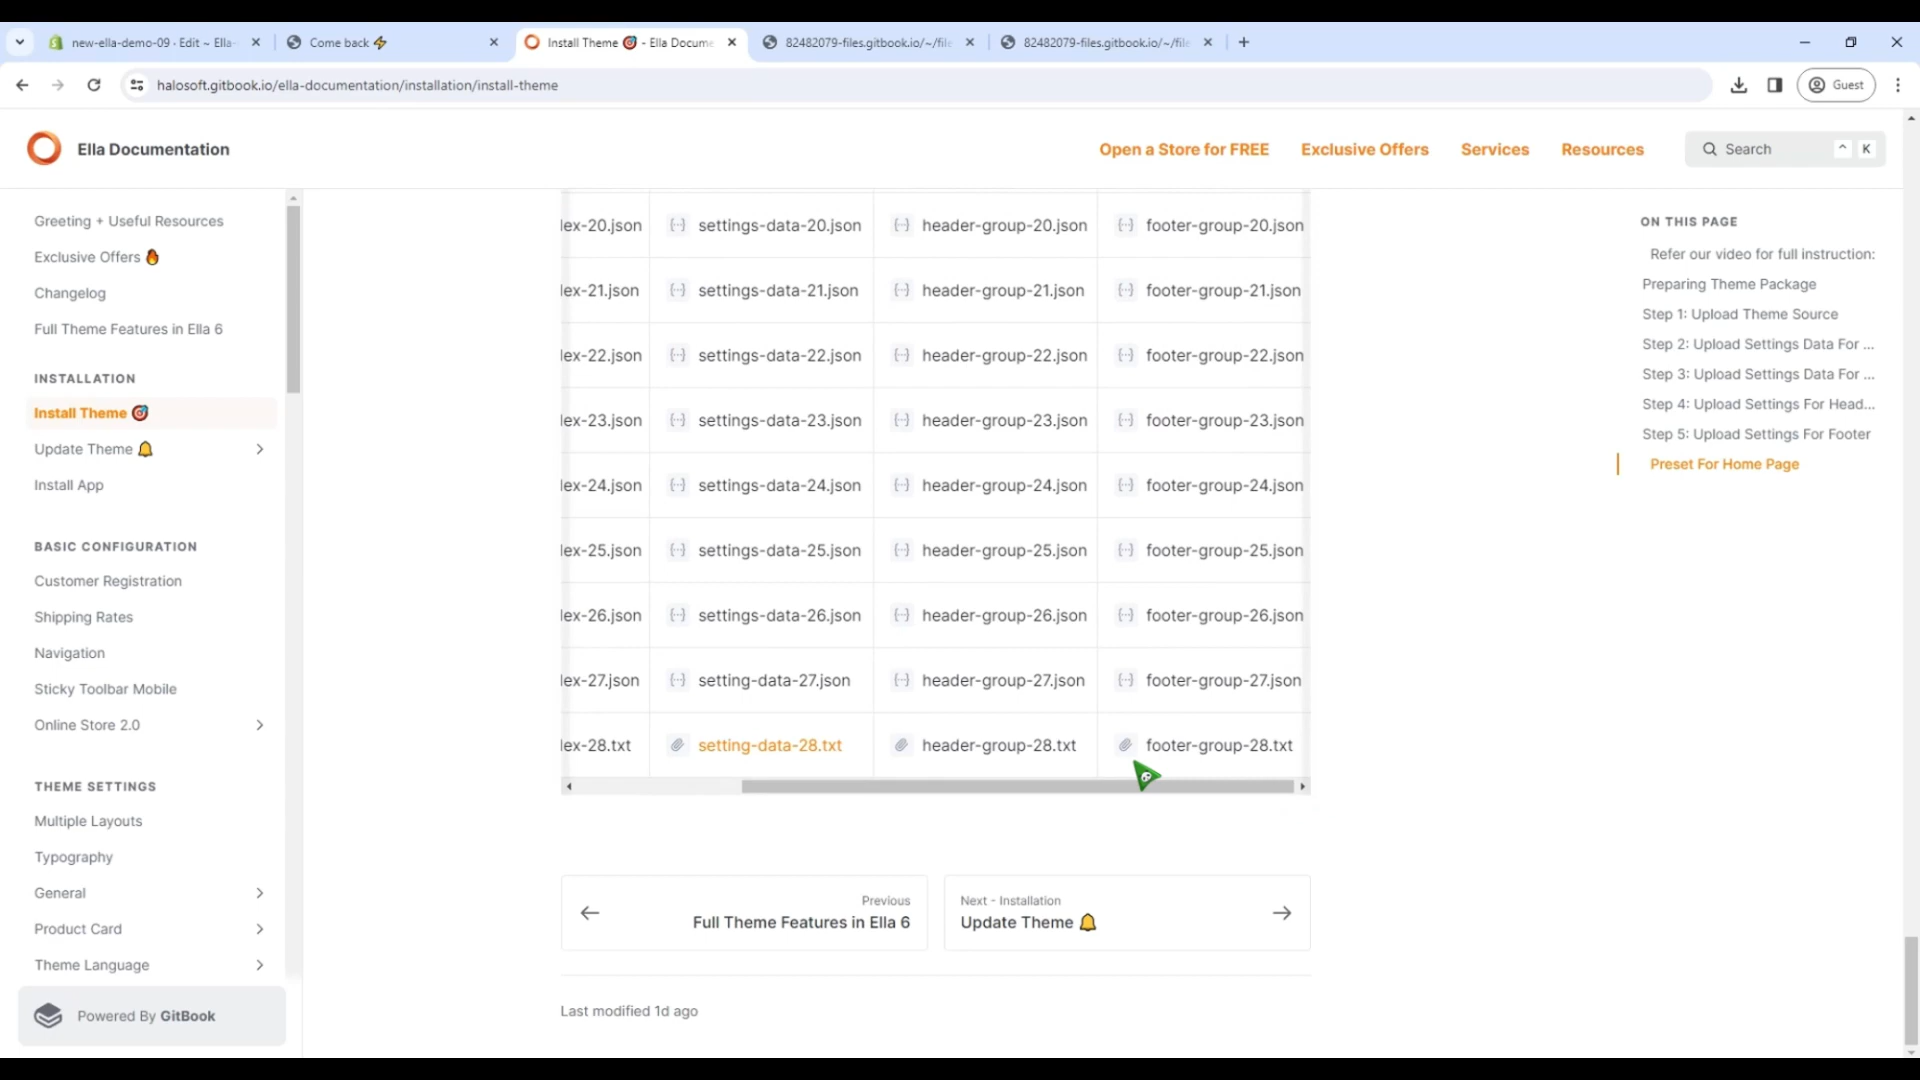 new-ella-demo-09 · Edit ~ Ella-
Come back ⚡
Install Theme 🎯 - Ella Docume
82482079-files.gitbook.io/~/file
82482079-files.gitbook.io/~/file
halosoft.gitbook.io/ella-documentation/installation/install-theme
Guest
Ella Documentation
Open a Store for FREE
Exclusive Offers
Services
Resources
Search
^ K
Greeting + Useful Resources
Exclusive Offers 🔥
Changelog
Full Theme Features in Ella 6
INSTALLATION
Install Theme 🎯
Update Theme 🔔
Install App
BASIC CONFIGURATION
Customer Registration
Shipping Rates
Navigation
Sticky Toolbar Mobile
Online Store 2.0
THEME SETTINGS
Multiple Layouts
Typography
General
Product Card
Theme Language
Powered By GitBook
lex-20.json settings-data-20.json header-group-20.json footer-group-20.json
lex-21.json settings-data-21.json header-group-21.json footer-group-21.json
lex-22.json settings-data-22.json header-group-22.json footer-group-22.json
lex-23.json settings-data-23.json header-group-23.json footer-group-23.json
lex-24.json settings-data-24.json header-group-24.json footer-group-24.json
lex-25.json settings-data-25.json header-group-25.json footer-group-25.json
lex-26.json settings-data-26.json header-group-26.json footer-group-26.json
lex-27.json setting-data-27.json header-group-27.json footer-group-27.json
lex-28.txt setting-data-28.txt header-group-28.txt footer-group-28.txt
Previous
Full Theme Features in Ella 6
Next - Installation
Update Theme 🔔
Last modified 1d ago
ON THIS PAGE
Refer our video for full instruction:
Preparing Theme Package
Step 1: Upload Theme Source
Step 2: Upload Settings Data For ...
Step 3: Upload Settings Data For ...
Step 4: Upload Settings For Head...
Step 5: Upload Settings For Footer
Preset For Home Page